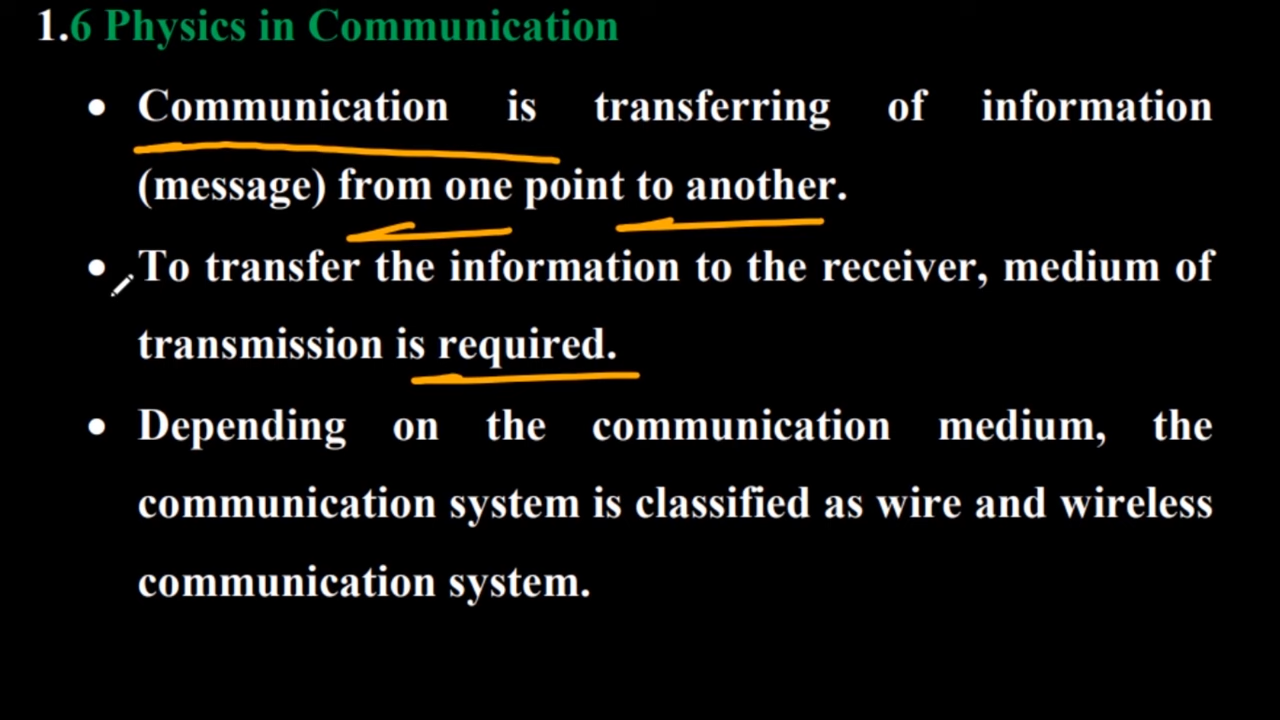 1.6 Physics in Communication
• Communication is transferring of information
(message) from one point to another.
• To transfer the information to the receiver, medium of
transmission is required.
• Depending on the communication medium, the
communication system is classified as wire and wireless
communication system.